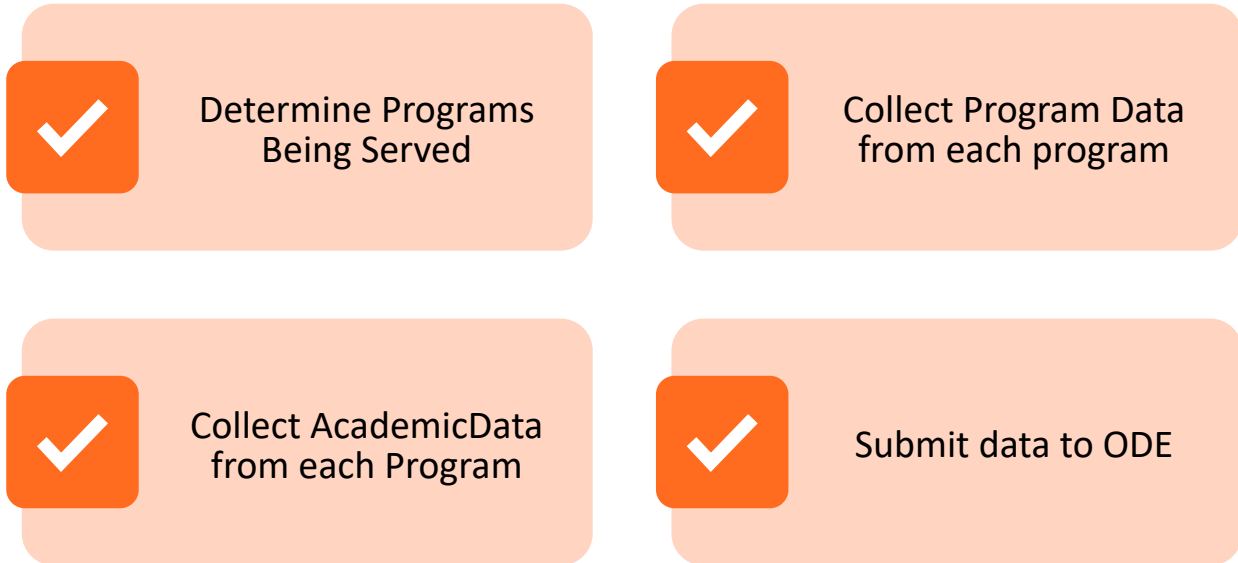 Determine Programs
Being Served
Collect Program Data
from each program
Collect AcademicData
from each Program
Submit data to ODE